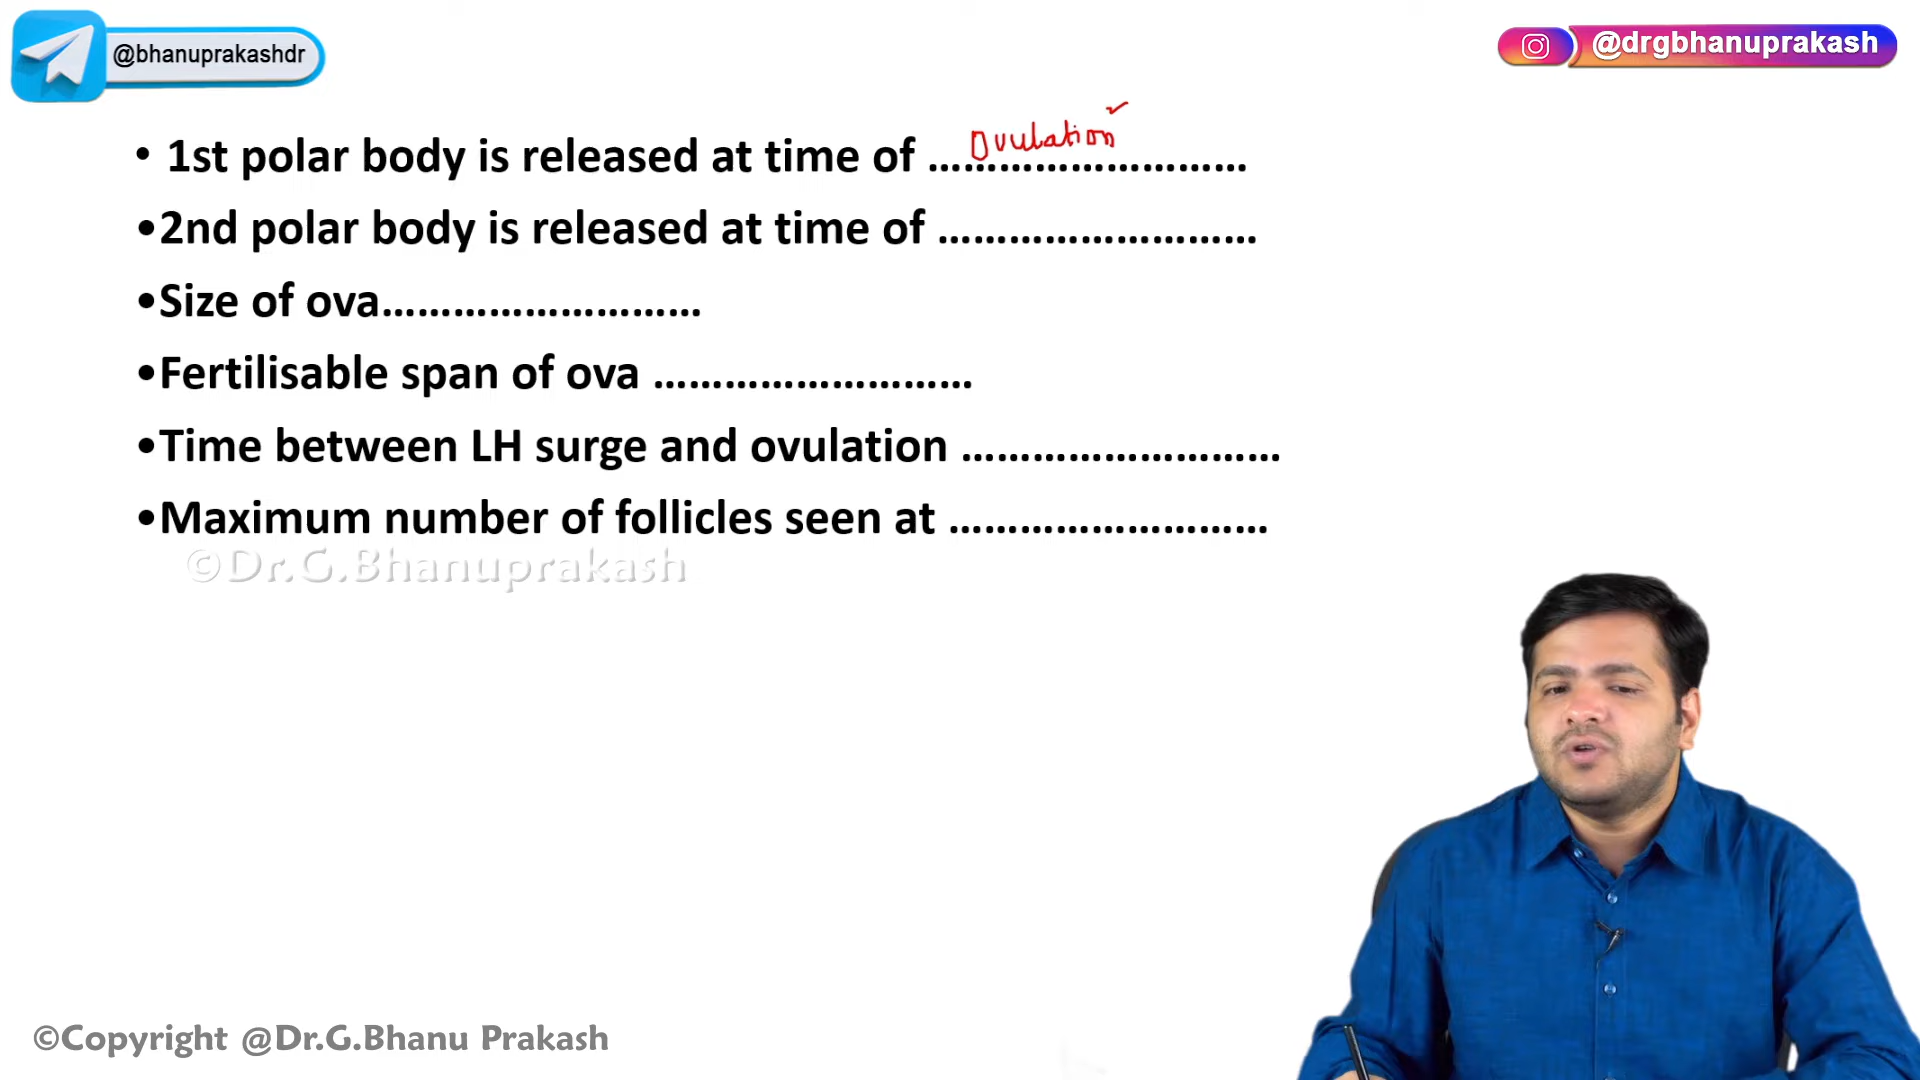 @bhanuprakashdr
@drgbhanuprakash
Ovulation
• 1st polar body is released at time of ...........................
•2nd polar body is released at time of ...........................
•Size of ova...........................
•Fertilisable span of ova ...........................
•Time between LH surge and ovulation ...........................
•Maximum number of follicles seen at ...........................
©Dr.G.Bhanuprakash
©Copyright @Dr.G.Bhanu Prakash